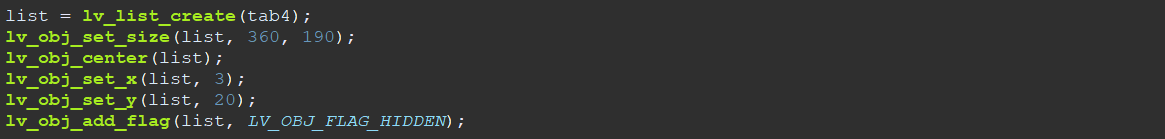 list = lv_list_create(tab4);
lv_obj_set_size(list, 360, 190);
lv_obj_center(list);
lv_obj_set_x(list, 3);
lv_obj_set_y(list, 20);
lv_obj_add_flag(list, LV_OBJ_FLAG_HIDDEN);